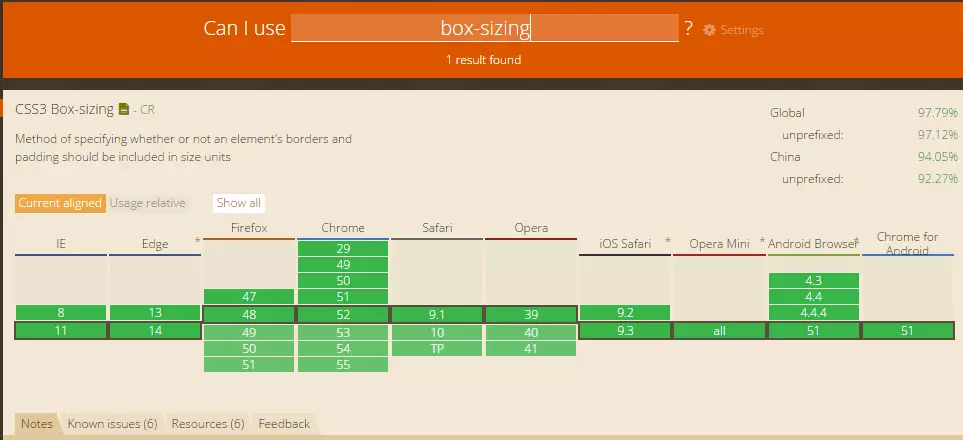 Can I use box-sizing ? Settings
1 result found
CSS3 Box-sizing - CR
Method of specifying whether or not an element's borders and
padding should be included in size units
Global 97.79%
unprefixed: 97.12%
China 94.05%
unprefixed: 92.27%
Current aligned Usage relative Show all
IE Edge * Firefox Chrome Safari Opera iOS Safari * Opera Mini * Android Browser * Chrome for
Android
29
49
50 4.3
47 51 4.4
8 13 48 52 9.1 39 9.2 4.4.4
11 14 49 53 10 40 9.3 all 51 51
50 54 TP 41
51 55
Notes Known issues (6) Resources (6) Feedback